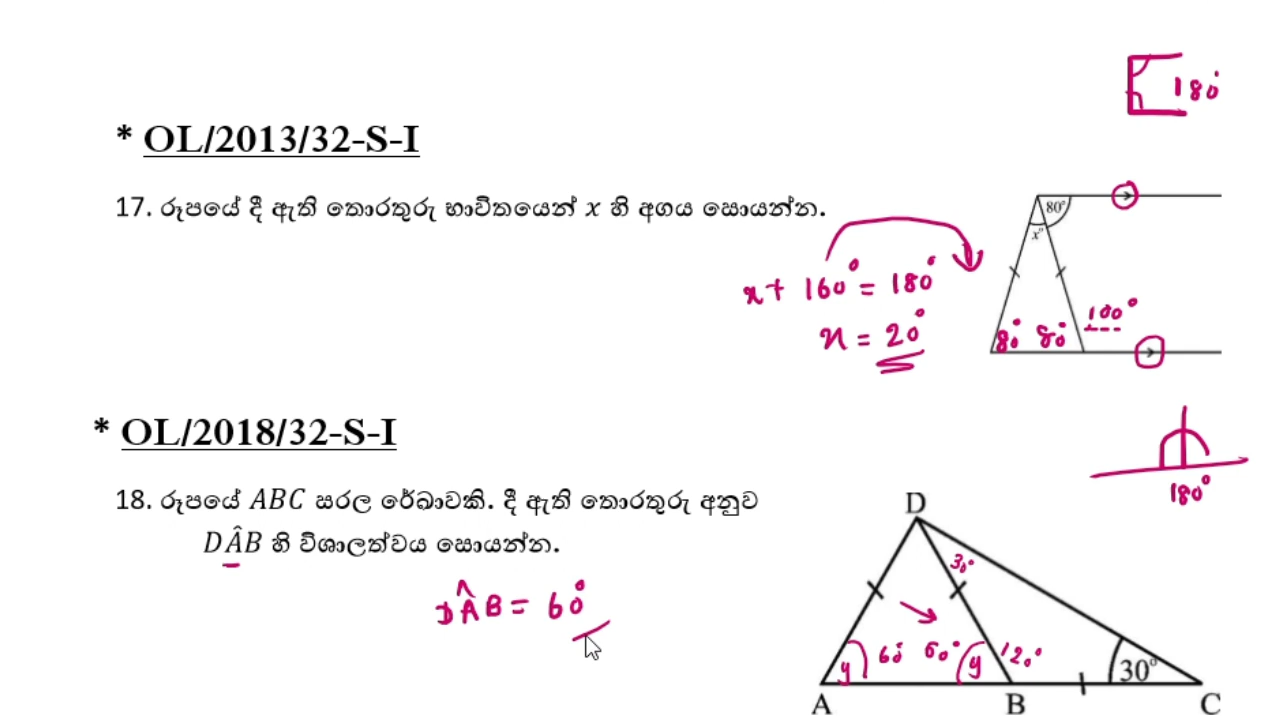 180°
* OL/2013/32-S-I
17. රූපයේ දී ඇති තොරතුරු භාවිතයෙන් x හි අගය සොයන්න.
80°
x°
x + 160° = 180°
x = 20°
80° 80° 100°
* OL/2018/32-S-I
180°
18. රූපයේ ABC සරල රේඛාවකි. දී ඇති තොරතුරු අනුව
DÂB හි විශාලත්වය සොයන්න.
D
30°
DÂB = 60°
y 60° 60° y 120° 30°
A B C